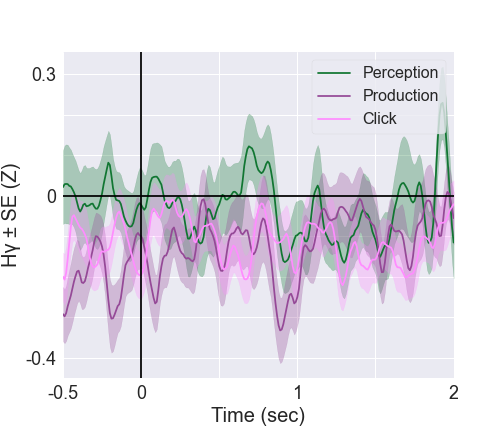 Perception
Production
Click
0.3
0
-0.4
Hγ ± SE (Z)
-0.5 0 1 2
Time (sec)